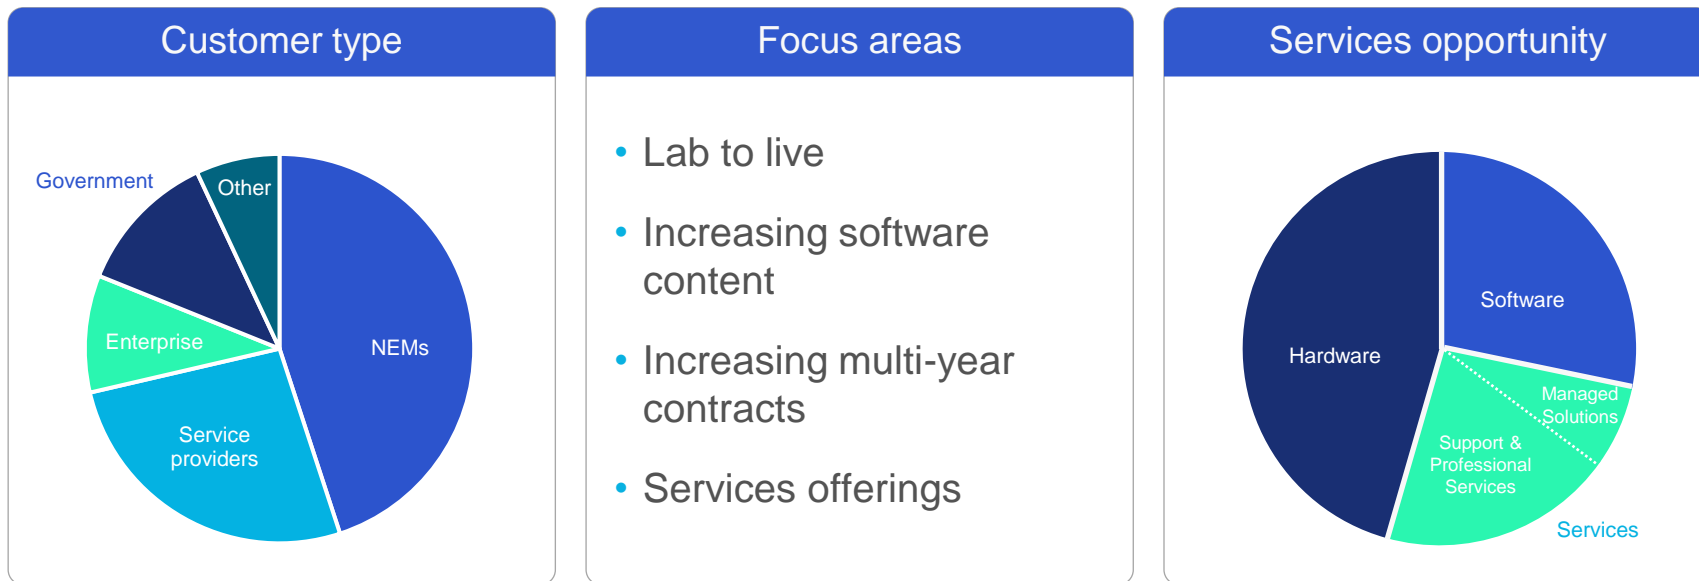 Customer type
Government
Other
Enterprise
NEMs
Service
providers
Focus areas
• Lab to live
• Increasing software
content
• Increasing multi-year
contracts
• Services offerings
Services opportunity
Software
Hardware
Managed
Solutions
Support &
Professional
Services
Services